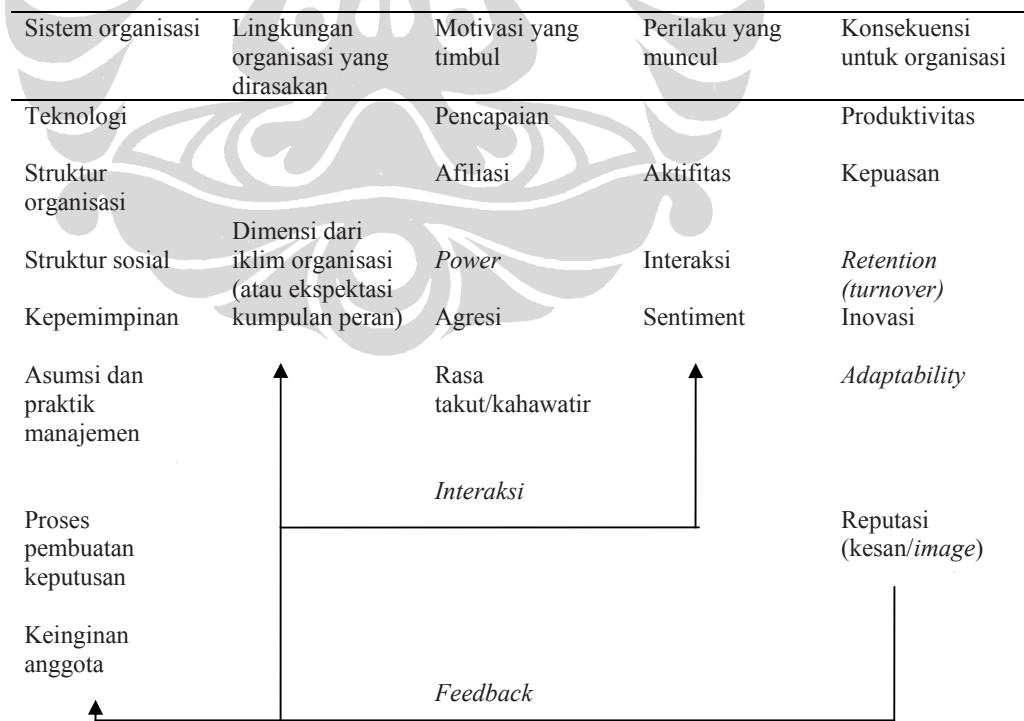 Sistem organisasi
Lingkungan
organisasi yang
dirasakan
Motivasi yang
timbul
Perilaku yang
muncul
Konsekuensi
untuk organisasi
Teknologi
Pencapaian
Produktivitas
Struktur
organisasi
Afiliasi
Aktifitas
Kepuasan
Struktur sosial
Dimensi dari
iklim organisasi
(atau ekspektasi
kumpulan peran)
Power
Interaksi
Retention
(turnover)
Kepemimpinan
Agresi
Sentiment
Inovasi
Asumsi dan
praktik
manajemen
Rasa
takut/kahawatir
Adaptability
Interaksi
Proses
pembuatan
keputusan
Reputasi
(kesan/image)
Keinginan
anggota
Feedback